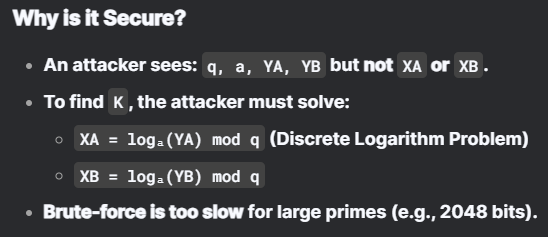 Why is it Secure?
• An attacker sees: q, a, YA, YB but not XA or XB.
• To find K, the attacker must solve:
◦ XA = logₐ(YA) mod q (Discrete Logarithm Problem)
◦ XB = logₐ(YB) mod q
• Brute-force is too slow for large primes (e.g., 2048 bits).